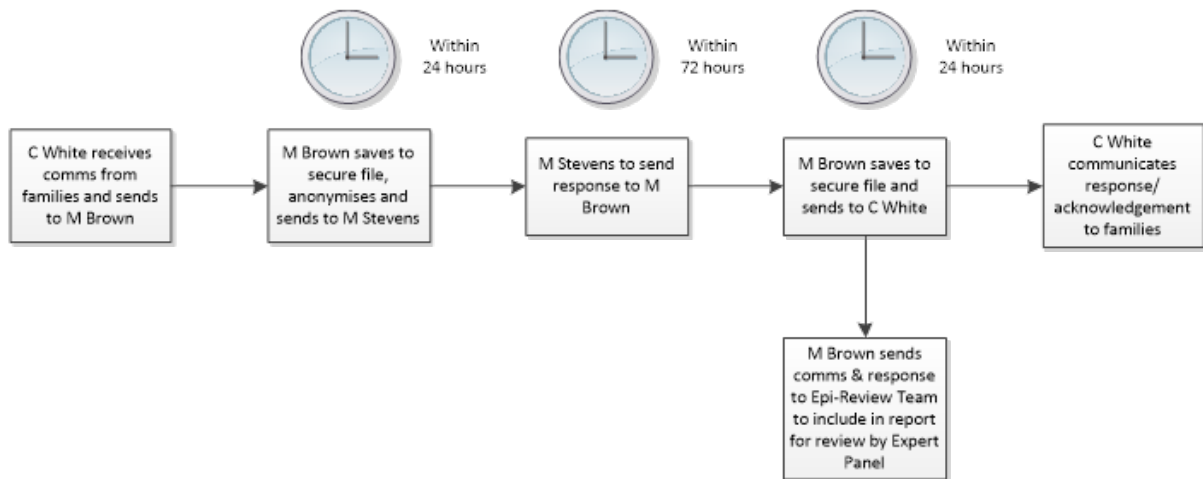 Within
24 hours
Within
72 hours
Within
24 hours
C White receives
comms from
families and sends
to M Brown
M Brown saves to
secure file,
anonymises and
sends to M Stevens
M Stevens to send
response to M
Brown
M Brown saves to
secure file and
sends to C White
C White
communicates
response/
acknowledgement
to families
M Brown sends
comms & response
to Epi-Review Team
to include in report
for review by Expert
Panel